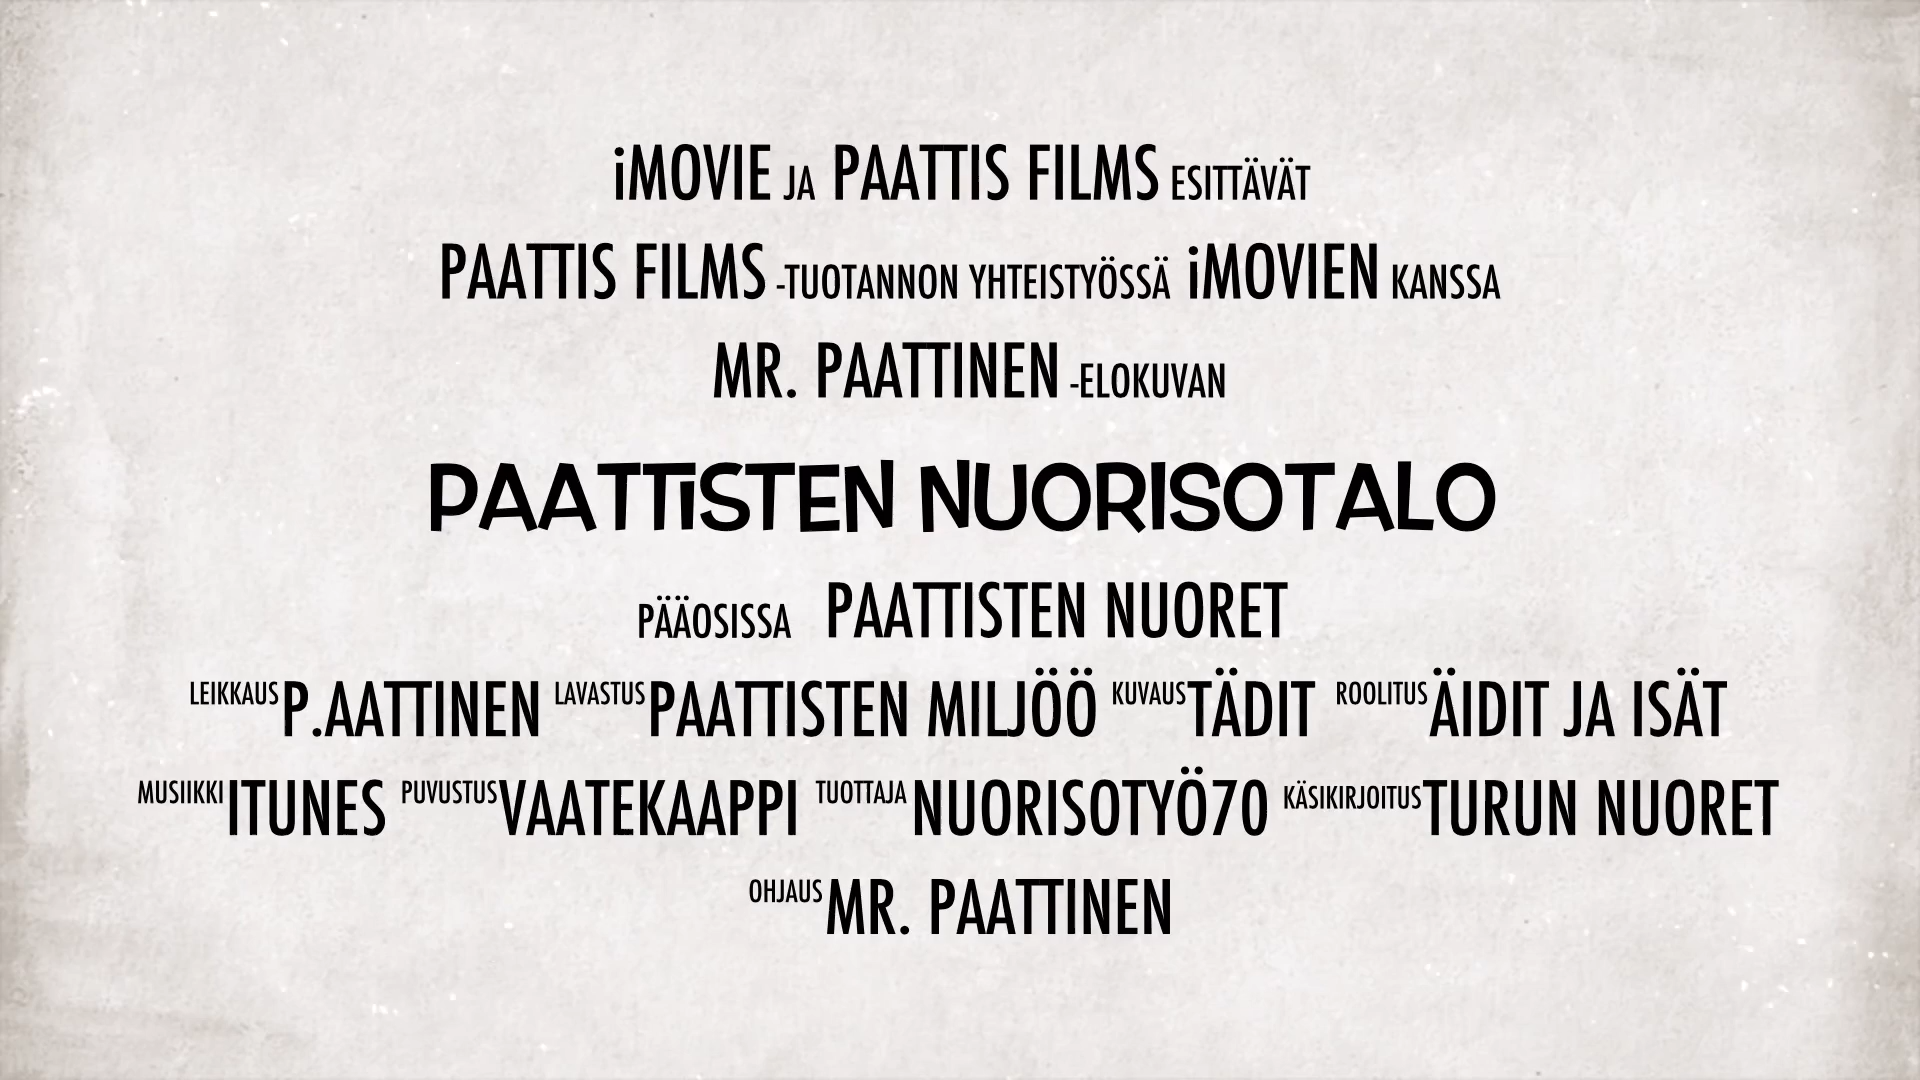 iMOVIE JA PAATTIS FILMS ESITTÄVÄT
PAATTIS FILMS -TUOTANNON YHTEISTYÖSSÄ iMOVIEN KANSSA
MR. PAATTINEN -ELOKUVAN
PAATTiSTEN NUORISOTALO
PÄÄOSISSA PAATTISTEN NUORET
LEIKKAUS P.AATTINEN LAVASTUS PAATTISTEN MILJÖÖ KUVAUS TÄDIT ROOLITUS ÄIDIT JA ISÄT
MUSIIKKI ITUNES PUVUSTUS VAATEKAAPPI TUOTTAJA NUORISOTYÖ70 KÄSIKIRJOITUS TURUN NUORET
OHJAUS MR. PAATTINEN